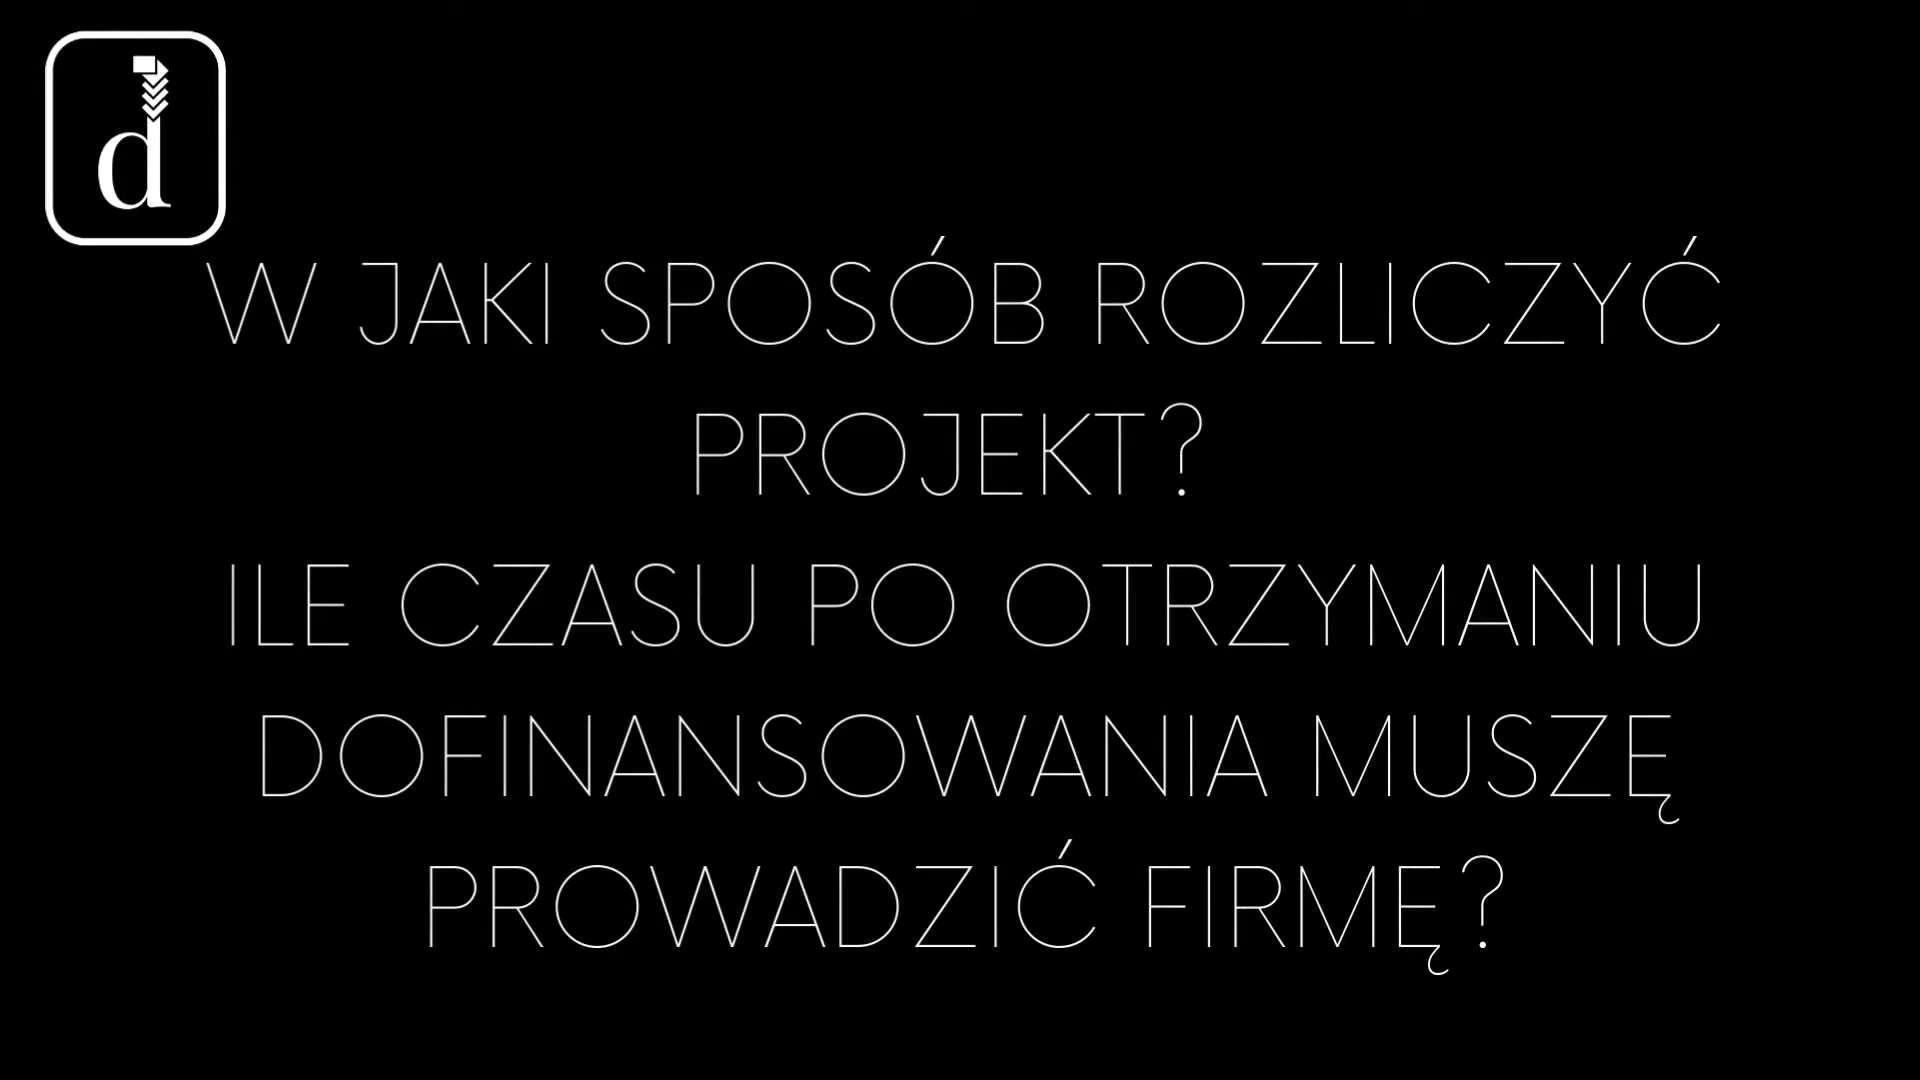 d
W JAKI SPOSÓB ROZLICZYĆ
PROJEKT?
ILE CZASU PO OTRZYMANIU
DOFINANSOWANIA MUSZĘ
PROWADZIĆ FIRMĘ?